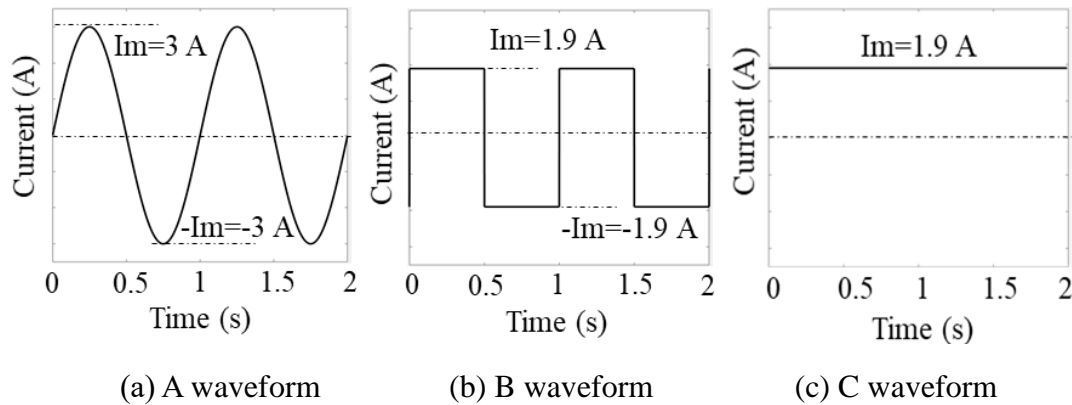 Current (A)
Im=3 A
-Im=-3 A
0 0.5 1 1.5 2
Time (s)
(a) A waveform
Current (A)
Im=1.9 A
-Im=-1.9 A
0 0.5 1 1.5 2
Time (s)
(b) B waveform
Current (A)
Im=1.9 A
0 0.5 1 1.5 2
Time (s)
(c) C waveform